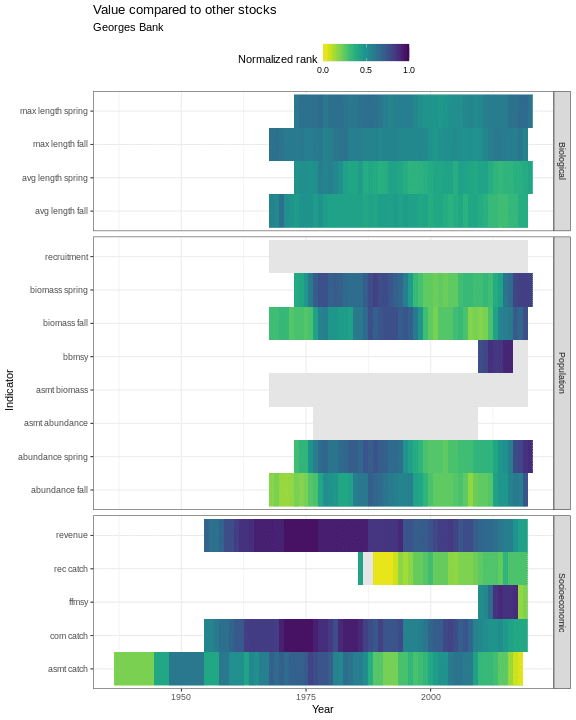 Value compared to other stocks
Georges Bank
Normalized rank
0.0 0.5 1.0
max length spring
max length fall
avg length spring
avg length fall
Biological
recruitment
biomass spring
biomass fall
bbmsy
asmt biomass
asmt abundance
abundance spring
abundance fall
Population
revenue
rec catch
ffmsy
com catch
asmt catch
Socioeconomic
Indicator
1950 1975 2000
Year